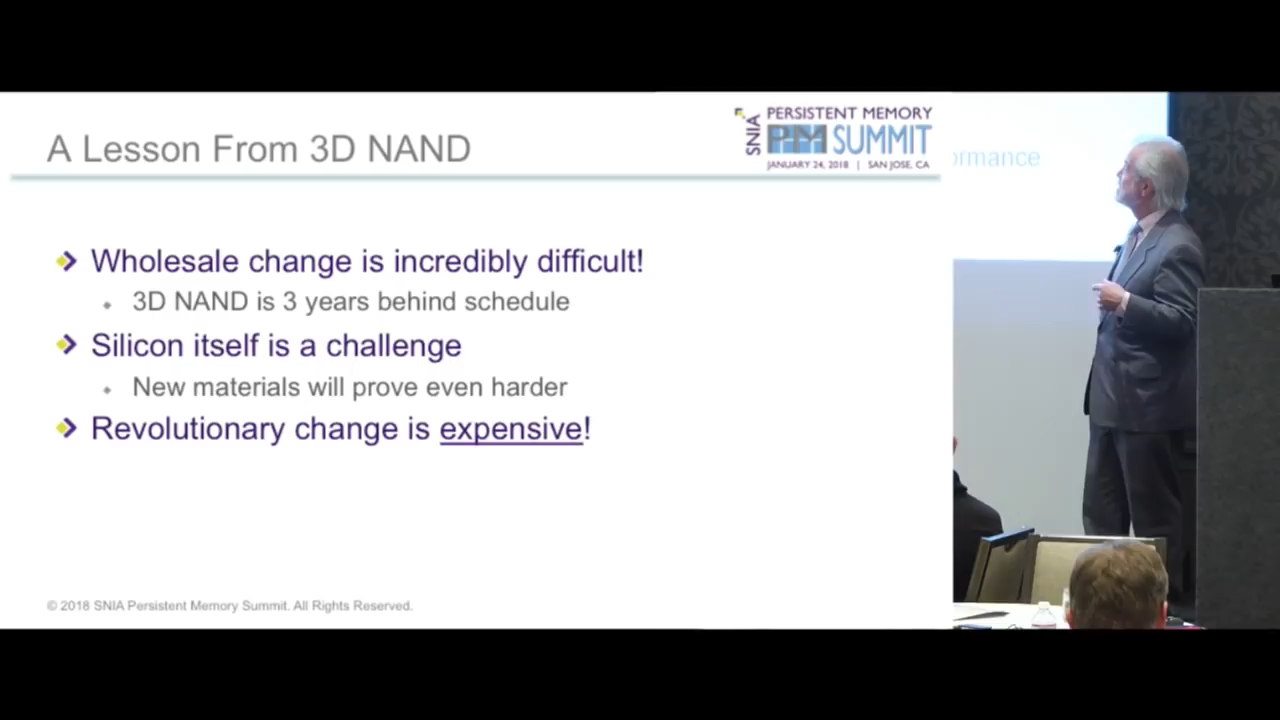 A Lesson From 3D NAND
SNIA
PERSISTENT MEMORY
PM SUMMIT
JANUARY 24, 2018 | SAN JOSE, CA
Wholesale change is incredibly difficult!
3D NAND is 3 years behind schedule
Silicon itself is a challenge
New materials will prove even harder
Revolutionary change is expensive!
© 2018 SNIA Persistent Memory Summit. All Rights Reserved.
ormance